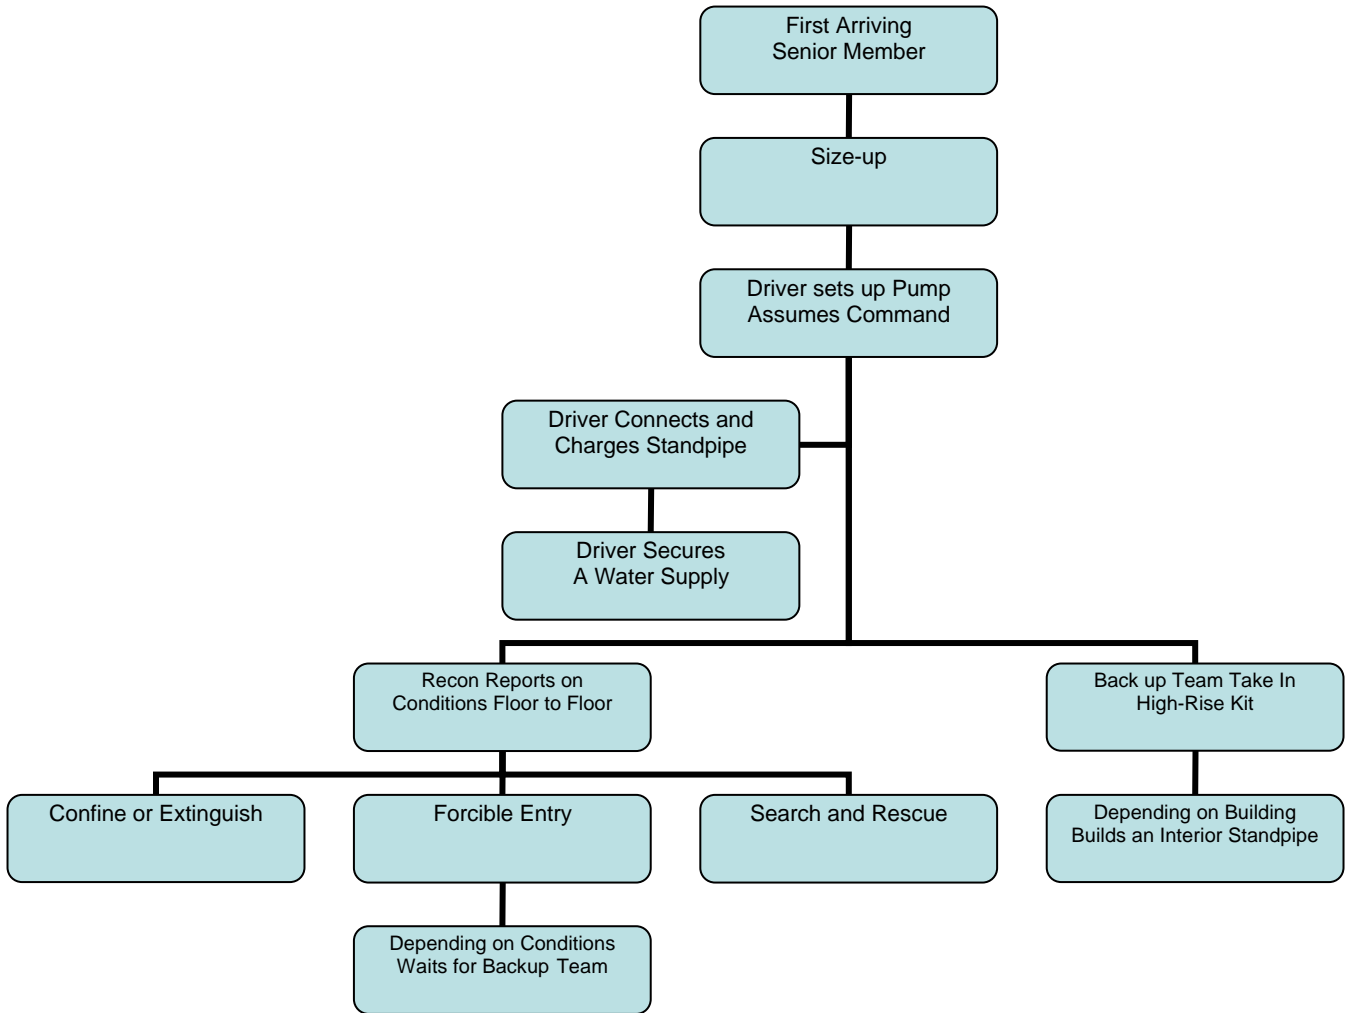 First Arriving
Senior Member
Size-up
Driver sets up Pump
Assumes Command
Driver Connects and
Charges Standpipe
Driver Secures
A Water Supply
Recon Reports on
Conditions Floor to Floor
Back up Team Take In
High-Rise Kit
Confine or Extinguish
Forcible Entry
Search and Rescue
Depending on Building
Builds an Interior Standpipe
Depending on Conditions
Waits for Backup Team